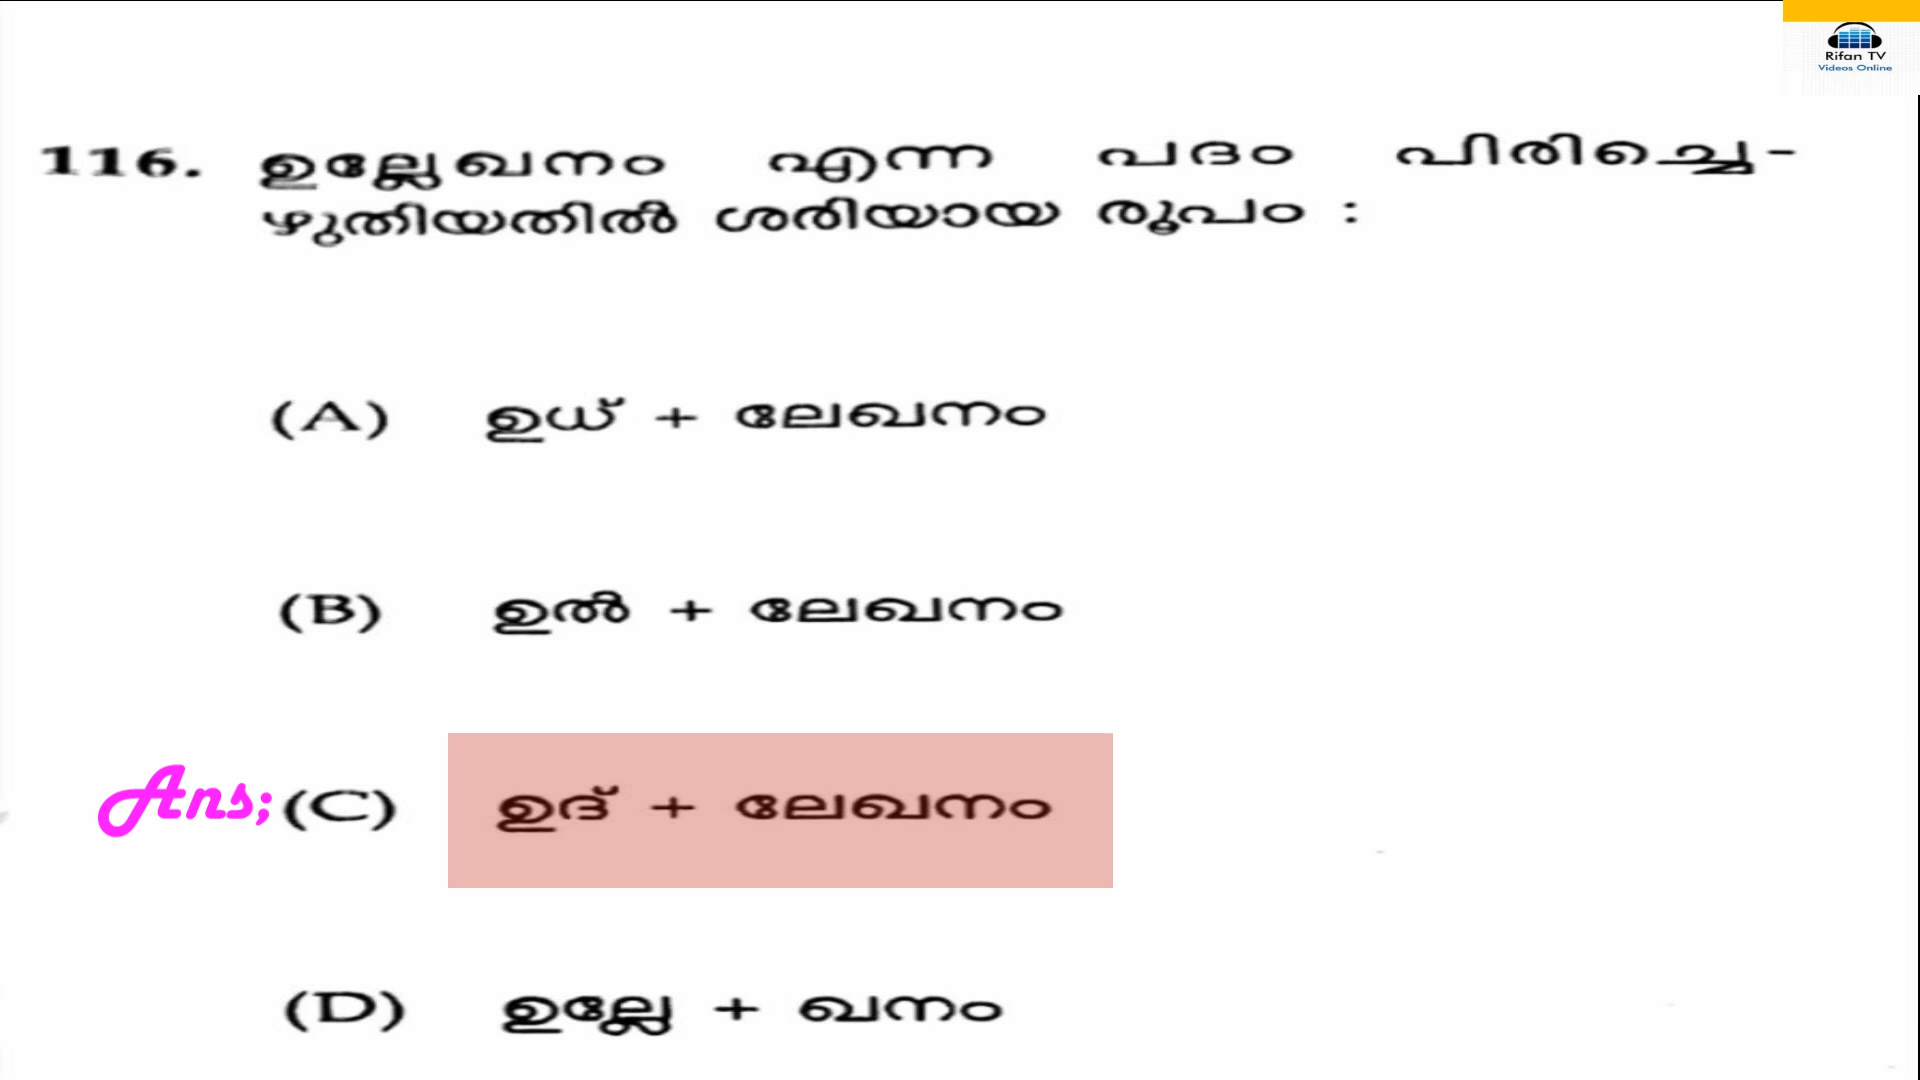 Rifan TV
Videos Online
116. ഉല്ലേഖനം എന്ന പദം പിരിച്ചെ-
ഴുതിയതിൽ ശരിയായ രൂപം :
(A) ഉധ് + ലേഖനം
(B) ഉൽ + ലേഖനം
Ans; (C) ഉദ് + ലേഖനം
(D) ഉല്ലേ + ഖനം